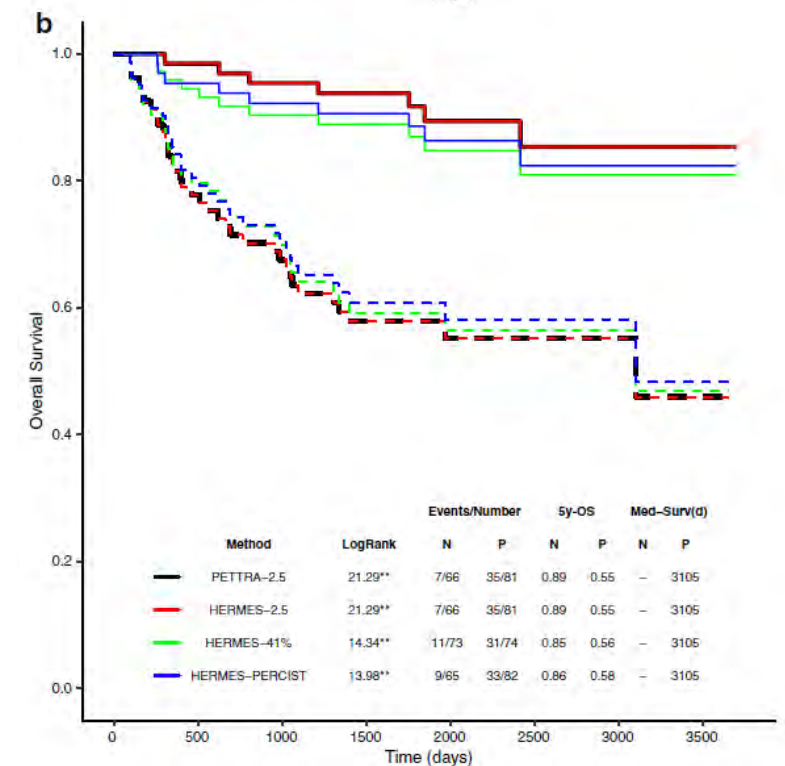 b
1.0
0.8
0.6
0.4
0.2
0.0
Overall Survival
Events/Number 5y-OS Med-Surv(d)
Method LogRank N P N P N P
PETTRA-2.5 21.29** 7/66 35/81 0.89 0.55 – 3105
HERMES-2.5 21.29** 7/66 35/81 0.89 0.55 – 3105
HERMES-41% 14.34** 11/73 31/74 0.85 0.56 – 3105
HERMES-PERCIST 13.98** 9/65 33/82 0.86 0.58 – 3105
0 500 1000 1500 2000 2500 3000 3500
Time (days)